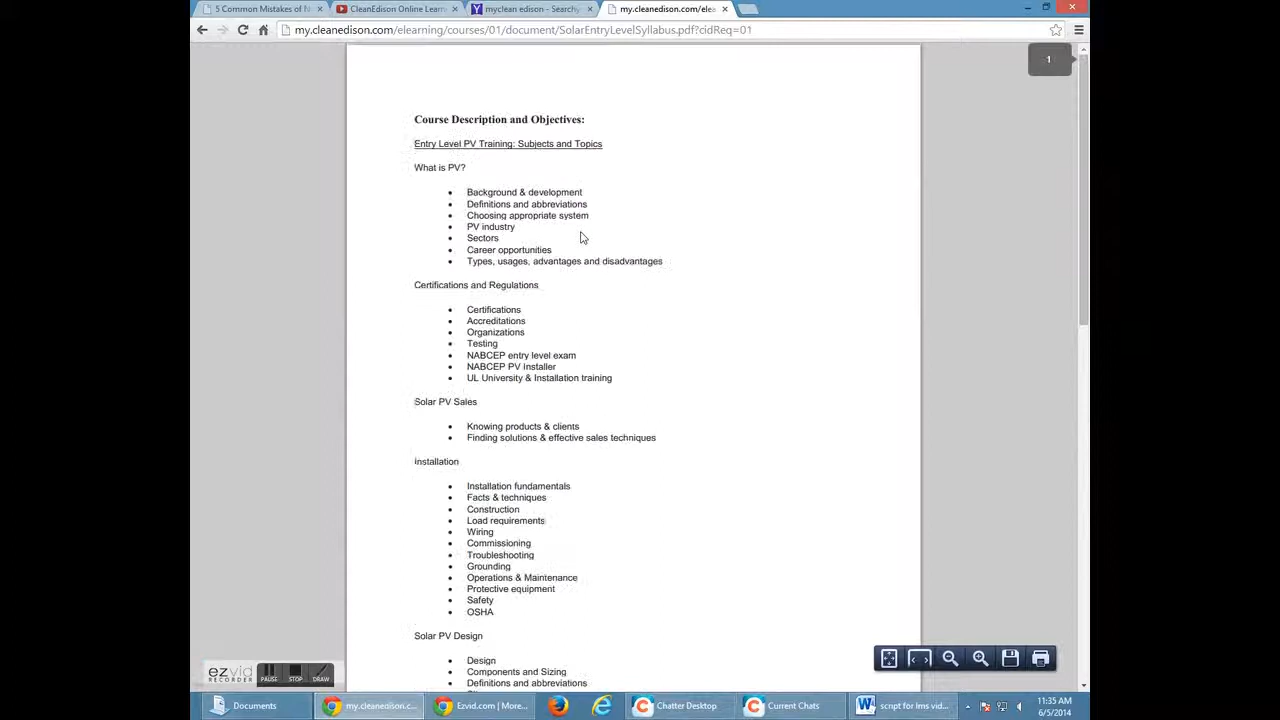 5 Common Mistakes of N
CleanEdison Online Learn
myclean edison - Search
my.cleanedison.com/ele
my.cleanedison.com/elearning/courses/01/document/SolarEntryLevelSyllabus.pdf?cidReq=01
1
Course Description and Objectives:
Entry Level PV Training: Subjects and Topics
What is PV?
• Background & development
• Definitions and abbreviations
• Choosing appropriate system
• PV industry
• Sectors
• Career opportunities
• Types, usages, advantages and disadvantages
Certifications and Regulations
• Certifications
• Accreditations
• Organizations
• Testing
• NABCEP entry level exam
• NABCEP PV Installer
• UL University & Installation training
Solar PV Sales
• Knowing products & clients
• Finding solutions & effective sales techniques
Installation
• Installation fundamentals
• Facts & techniques
• Construction
• Load requirements
• Wiring
• Commissioning
• Troubleshooting
• Grounding
• Operations & Maintenance
• Protective equipment
• Safety
• OSHA
Solar PV Design
• Design
• Components and Sizing
• Definitions and abbreviations
ezvid
RECORDER
PAUSE
STOP
DRAW
Documents
my.cleanedison.c...
Ezvid.com | More...
Chatter Desktop
Current Chats
script for lms vid...
11:35 AM
6/5/2014